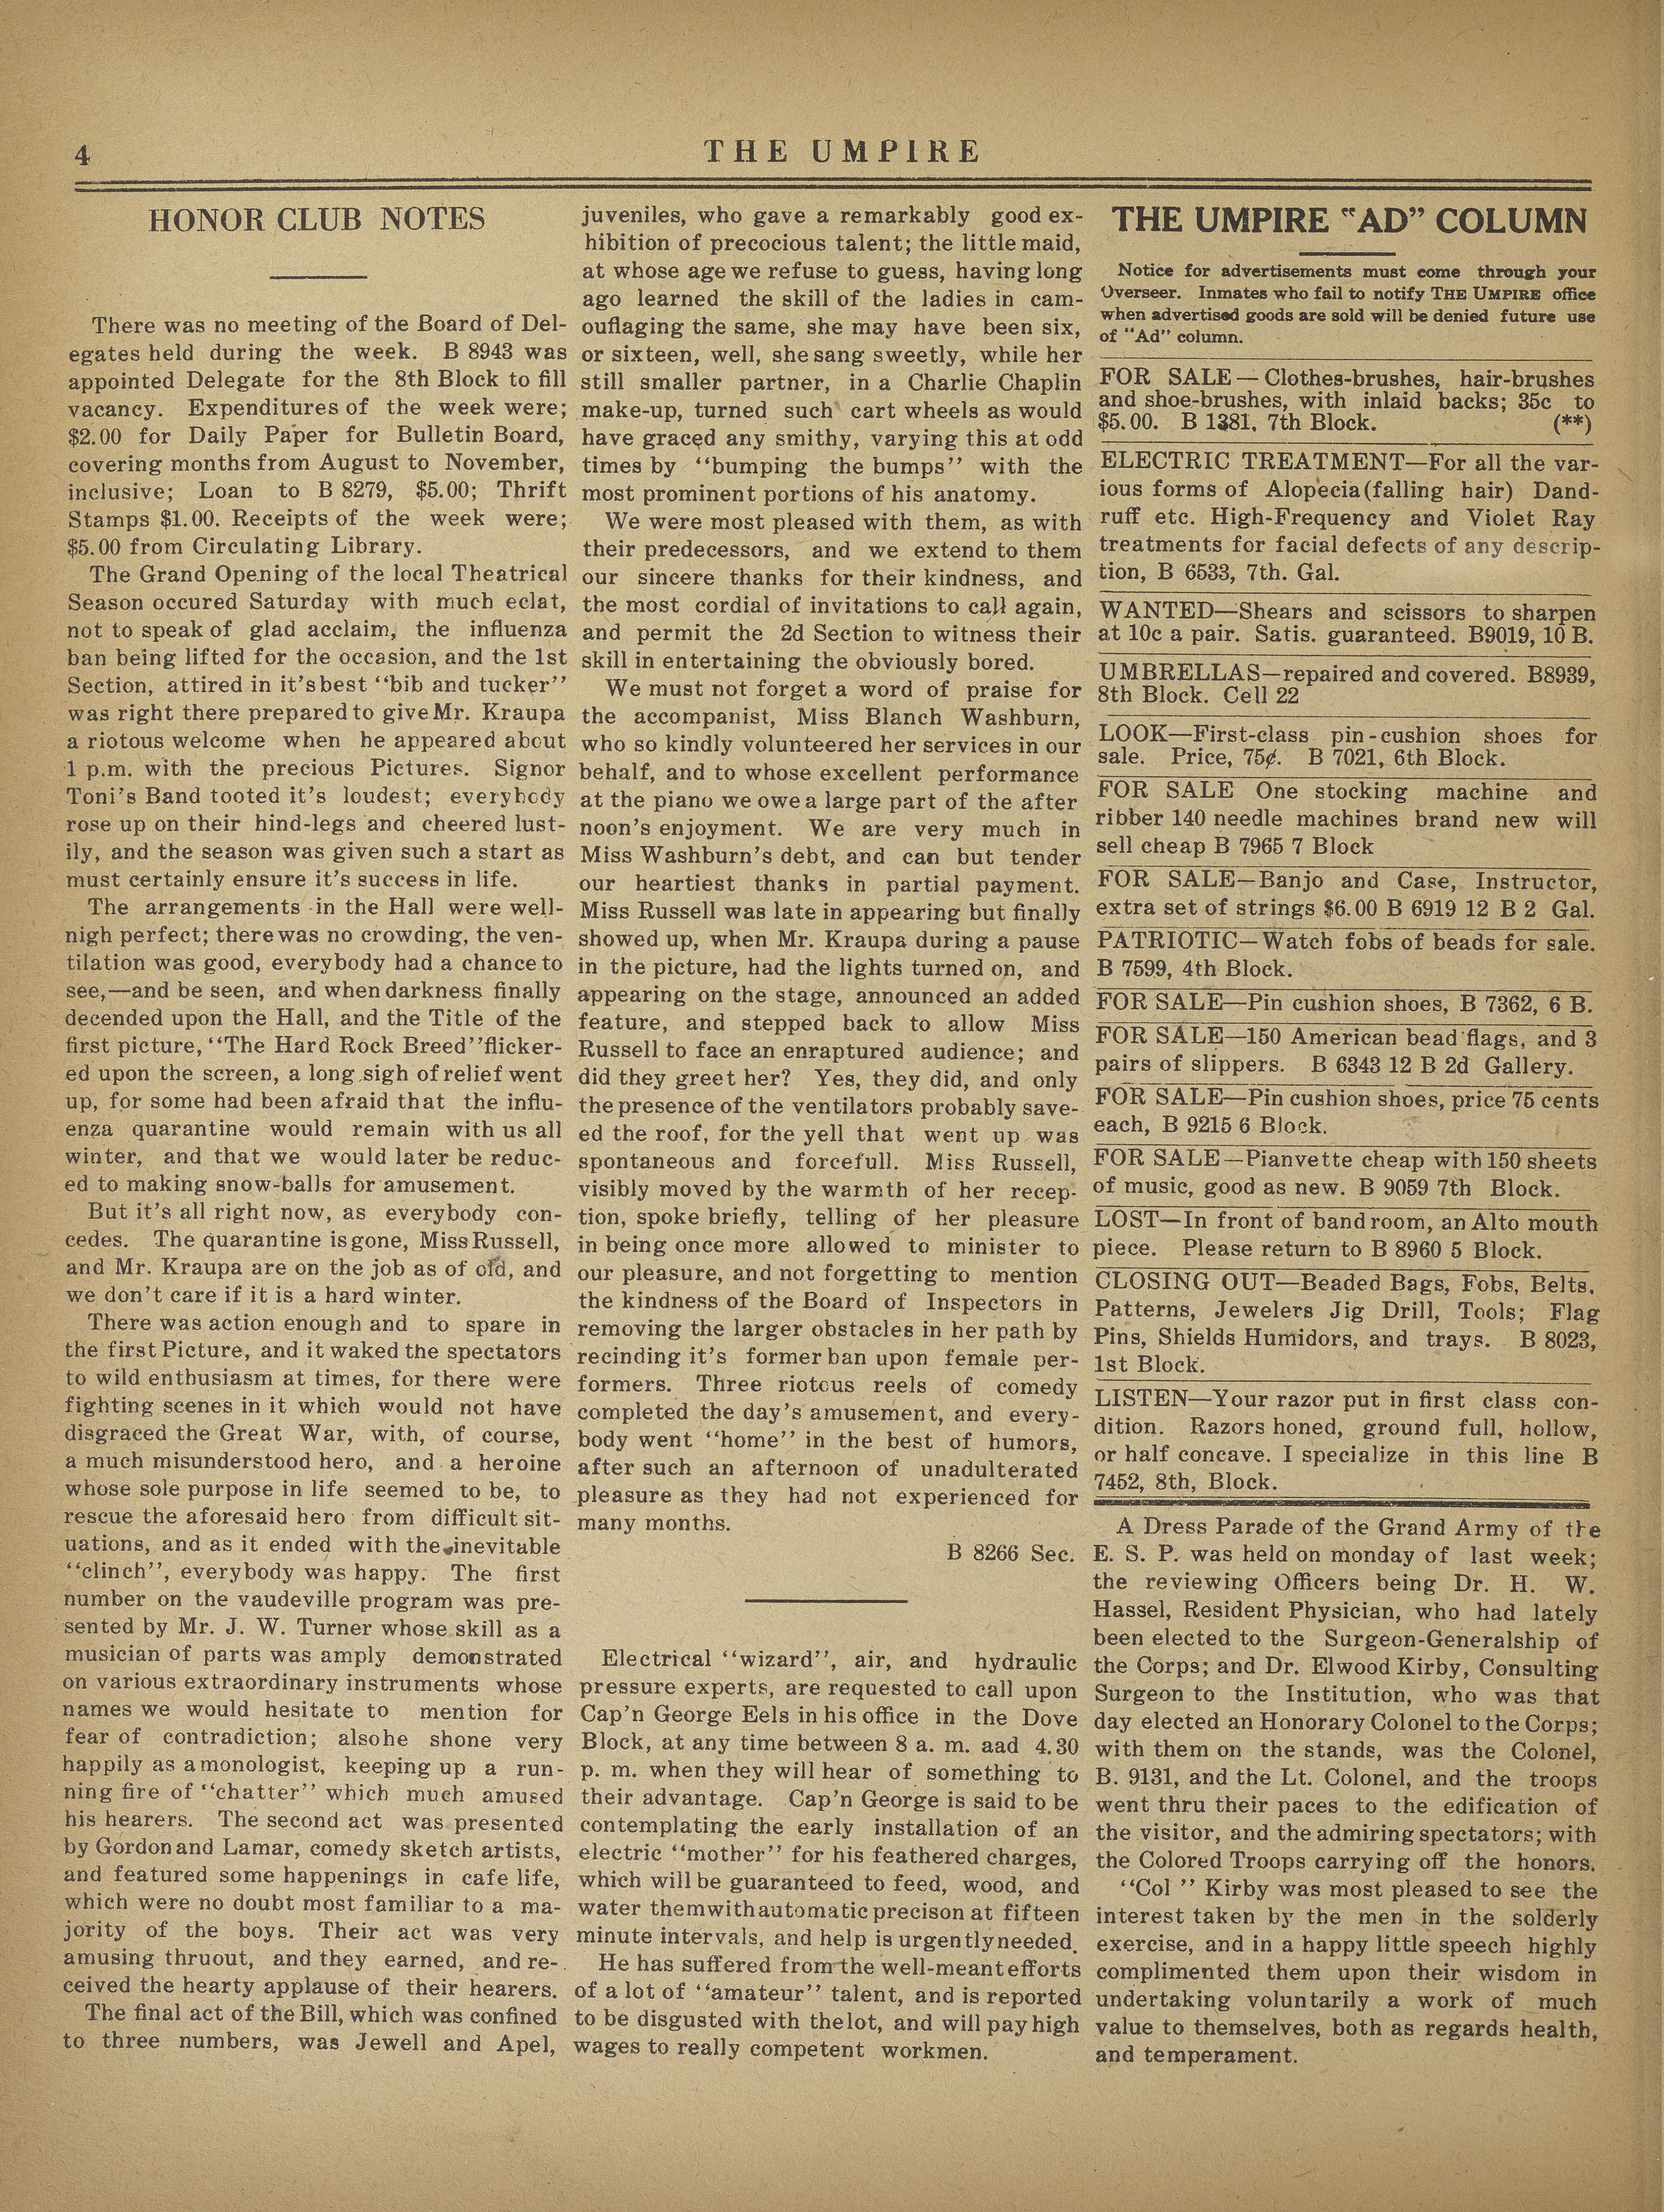 4
THE UMPIRE
HONOR CLUB NOTES
There was no meeting of the Board of Del-
egates held during the week. B 8943 was
appointed Delegate for the 8th Block to fill
vacancy. Expenditures of the week were;
$2.00 for Daily Paper for Bulletin Board,
covering months from August to November,
inclusive; Loan to B 8279, $5.00; Thrift
Stamps $1.00. Receipts of the week were;
$5.00 from Circulating Library.
The Grand Opening of the local Theatrical
Season occured Saturday with much eclat,
not to speak of glad acclaim, the influenza
ban being lifted for the occasion, and the 1st
Section, attired in it's best "bib and tucker"
was right there prepared to give Mr. Kraupa
a riotous welcome when he appeared about
1 p.m. with the precious Pictures. Signor
Toni's Band tooted it's loudest; everybody
rose up on their hind-legs and cheered lust-
ily, and the season was given such a start as
must certainly ensure it's success in life.
The arrangements in the Hall were well-
nigh perfect; there was no crowding, the ven-
tilation was good, everybody had a chance to
see,—and be seen, and when darkness finally
decended upon the Hall, and the Title of the
first picture, "The Hard Rock Breed" flicker-
ed upon the screen, a long sigh of relief went
up, for some had been afraid that the influ-
enza quarantine would remain with us all
winter, and that we would later be reduc-
ed to making snow-balls for amusement.
But it's all right now, as everybody con-
cedes. The quarantine is gone, Miss Russell,
and Mr. Kraupa are on the job as of old, and
we don't care if it is a hard winter.
There was action enough and to spare in
the first Picture, and it waked the spectators
to wild enthusiasm at times, for there were
fighting scenes in it which would not have
disgraced the Great War, with, of course,
a much misunderstood hero, and a heroine
whose sole purpose in life seemed to be, to
rescue the aforesaid hero from difficult sit-
uations, and as it ended with the inevitable
"clinch", everybody was happy. The first
number on the vaudeville program was pre-
sented by Mr. J. W. Turner whose skill as a
musician of parts was amply demonstrated
on various extraordinary instruments whose
names we would hesitate to mention for
fear of contradiction; alsohe shone very
happily as a monologist, keeping up a run-
ning fire of "chatter" which much amused
his hearers. The second act was presented
by Gordon and Lamar, comedy sketch artists,
and featured some happenings in cafe life,
which were no doubt most familiar to a ma-
jority of the boys. Their act was very
amusing thruout, and they earned, and re-
ceived the hearty applause of their hearers.
The final act of the Bill, which was confined
to three numbers, was Jewell and Apel,
juveniles, who gave a remarkably good ex-
hibition of precocious talent; the little maid,
at whose age we refuse to guess, having long
ago learned the skill of the ladies in cam-
ouflaging the same, she may have been six,
or sixteen, well, she sang sweetly, while her
still smaller partner, in a Charlie Chaplin
make-up, turned such cart wheels as would
have graced any smithy, varying this at odd
times by "bumping the bumps" with the
most prominent portions of his anatomy.
We were most pleased with them, as with
their predecessors, and we extend to them
our sincere thanks for their kindness, and
the most cordial of invitations to call again,
and permit the 2d Section to witness their
skill in entertaining the obviously bored.
We must not forget a word of praise for
the accompanist, Miss Blanch Washburn,
who so kindly volunteered her services in our
behalf, and to whose excellent performance
at the piano we owe a large part of the after
noon's enjoyment. We are very much in
Miss Washburn's debt, and can but tender
our heartiest thanks in partial payment.
Miss Russell was late in appearing but finally
showed up, when Mr. Kraupa during a pause
in the picture, had the lights turned on, and
appearing on the stage, announced an added
feature, and stepped back to allow Miss
Russell to face an enraptured audience; and
did they greet her? Yes, they did, and only
the presence of the ventilators probably save-
ed the roof, for the yell that went up was
spontaneous and forcefull. Miss Russell,
visibly moved by the warmth of her recep-
tion, spoke briefly, telling of her pleasure
in being once more allowed to minister to
our pleasure, and not forgetting to mention
the kindness of the Board of Inspectors in
removing the larger obstacles in her path by
recinding it's former ban upon female per-
formers. Three riotous reels of comedy
completed the day's amusement, and every-
body went "home" in the best of humors,
after such an afternoon of unadulterated
pleasure as they had not experienced for
many months.
B 8266 Sec.
Electrical "wizard", air, and hydraulic
pressure experts, are requested to call upon
Cap'n George Eels in his office in the Dove
Block, at any time between 8 a. m. aad 4.30
p. m. when they will hear of something to
their advantage. Cap'n George is said to be
contemplating the early installation of an
electric "mother" for his feathered charges,
which will be guaranteed to feed, wood, and
water them with automatic precison at fifteen
minute intervals, and help is urgently needed.
He has suffered from the well-meant efforts
of a lot of "amateur" talent, and is reported
to be disgusted with the lot, and will pay high
wages to really competent workmen.
THE UMPIRE "AD" COLUMN
Notice for advertisements must come through your
Overseer. Inmates who fail to notify THE UMPIRE office
when advertised goods are sold will be denied future use
of "Ad" column.
FOR SALE — Clothes-brushes, hair-brushes
and shoe-brushes, with inlaid backs; 35c to
$5.00. B 1381, 7th Block. (**)
ELECTRIC TREATMENT—For all the var-
ious forms of Alopecia (falling hair) Dand-
ruff etc. High-Frequency and Violet Ray
treatments for facial defects of any descrip-
tion, B 6533, 7th. Gal.
WANTED—Shears and scissors to sharpen
at 10c a pair. Satis. guaranteed. B9019, 10 B.
UMBRELLAS—repaired and covered. B8939,
8th Block. Cell 22
LOOK—First-class pin-cushion shoes for
sale. Price, 75¢. B 7021, 6th Block.
FOR SALE One stocking machine and
ribber 140 needle machines brand new will
sell cheap B 7965 7 Block
FOR SALE—Banjo and Case, Instructor,
extra set of strings $6.00 B 6919 12 B 2 Gal.
PATRIOTIC—Watch fobs of beads for sale.
B 7599, 4th Block.
FOR SALE—Pin cushion shoes, B 7362, 6 B.
FOR SALE—150 American bead flags, and 3
pairs of slippers. B 6343 12 B 2d Gallery.
FOR SALE—Pin cushion shoes, price 75 cents
each, B 9215 6 Block.
FOR SALE—Pianvette cheap with 150 sheets
of music, good as new. B 9059 7th Block.
LOST—In front of band room, an Alto mouth
piece. Please return to B 8960 5 Block.
CLOSING OUT—Beaded Bags, Fobs, Belts,
Patterns, Jewelers Jig Drill, Tools; Flag
Pins, Shields Humidors, and trays. B 8023,
1st Block.
LISTEN—Your razor put in first class con-
dition. Razors honed, ground full, hollow,
or half concave. I specialize in this line B
7452, 8th, Block.
A Dress Parade of the Grand Army of the
E. S. P. was held on monday of last week;
the reviewing Officers being Dr. H. W.
Hassel, Resident Physician, who had lately
been elected to the Surgeon-Generalship of
the Corps; and Dr. Elwood Kirby, Consulting
Surgeon to the Institution, who was that
day elected an Honorary Colonel to the Corps;
with them on the stands, was the Colonel,
B. 9131, and the Lt. Colonel, and the troops
went thru their paces to the edification of
the visitor, and the admiring spectators; with
the Colored Troops carrying off the honors.
"Col " Kirby was most pleased to see the
interest taken by the men in the solderly
exercise, and in a happy little speech highly
complimented them upon their wisdom in
undertaking voluntarily a work of much
value to themselves, both as regards health,
and temperament.